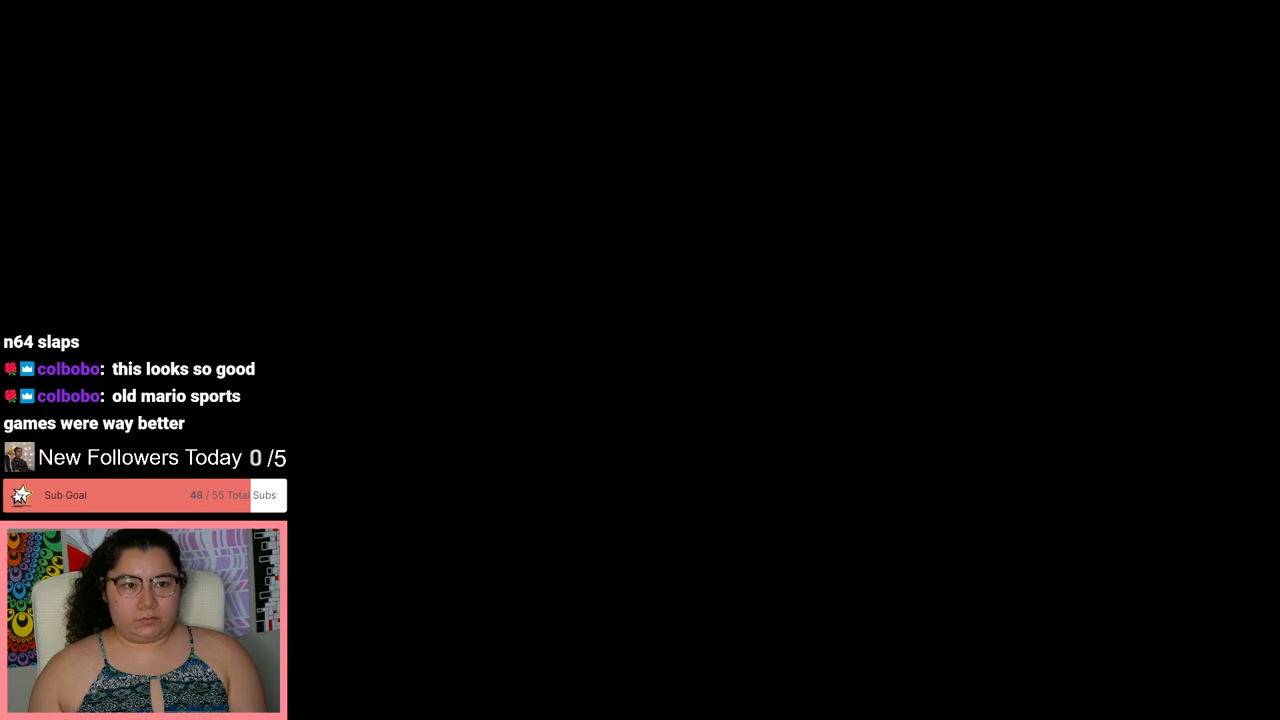 n64 slaps
colbobo: this looks so good
colbobo: old mario sports
games were way better
New Followers Today 0 /5
Sub Goal 48 / 55 Total Subs